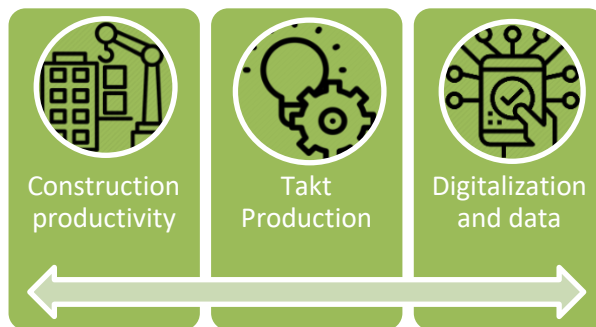 Construction
productivity
Takt
Production
Digitalization
and data